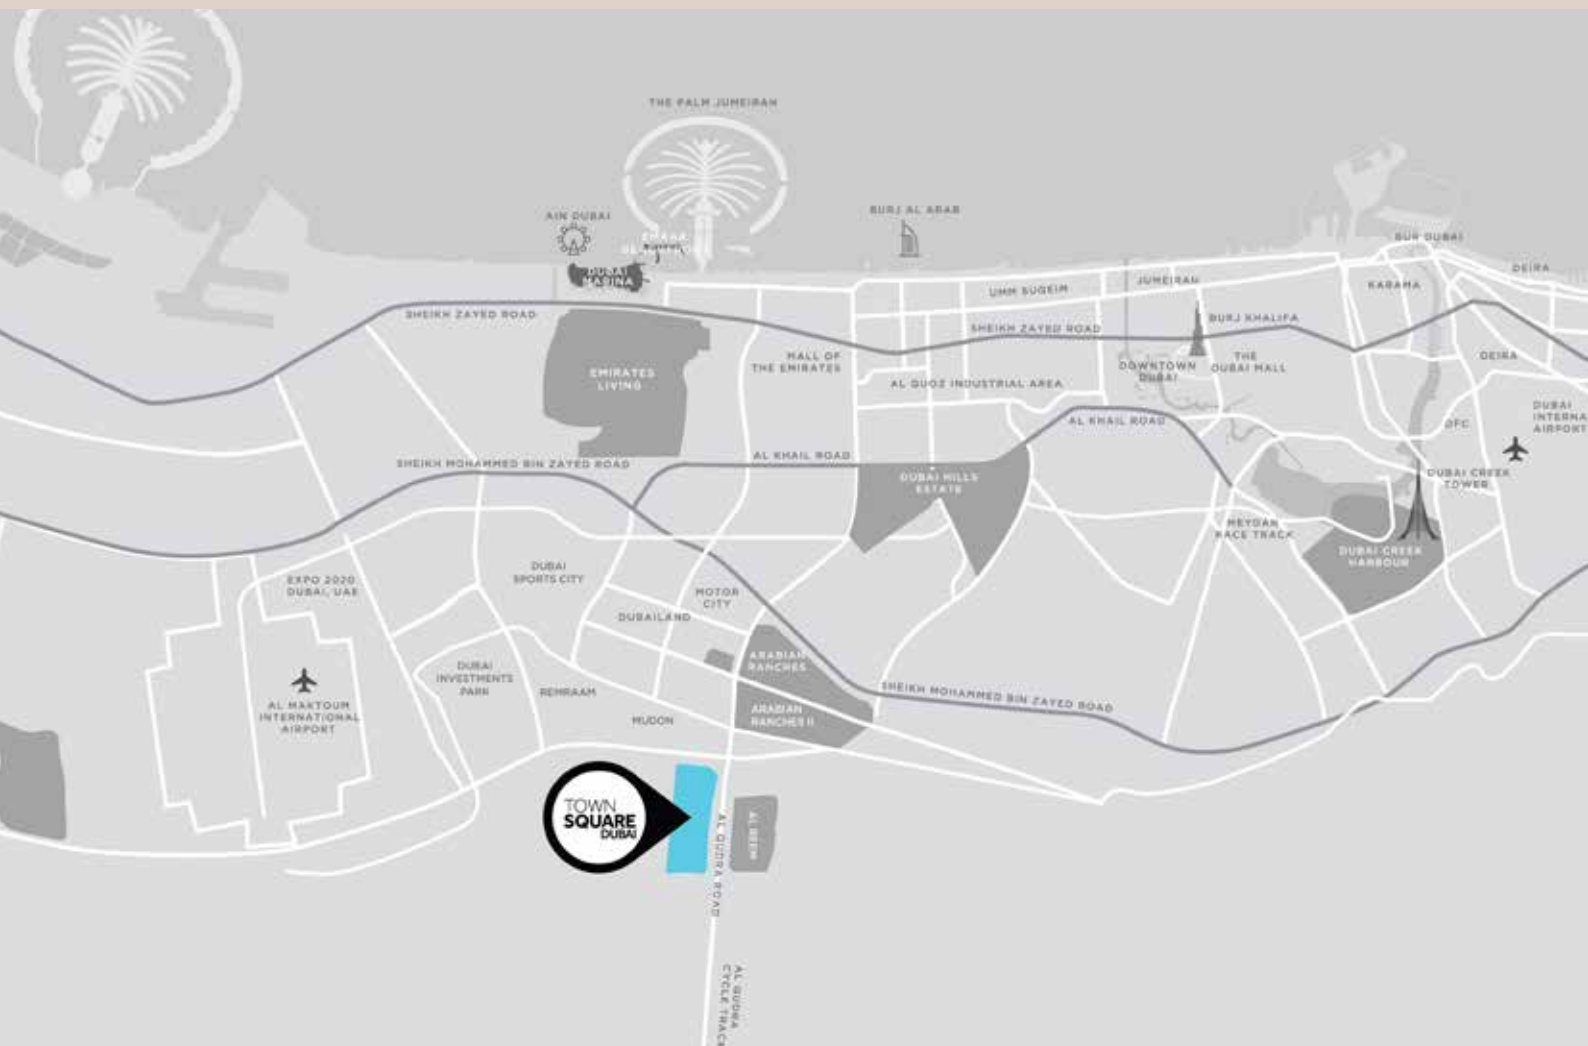 THE PALM JUMEIRAH
AIN DUBAI
BURJ AL ARAB
BUR DUBAI
DEIRA
DUBAI
MARINA
JUMEIRAH
KARAMA
UMM SUQEIM
SHEIKH ZAYED ROAD
SHEIKH ZAYED ROAD
BURJ KHALIFA
MALL OF
THE EMIRATES
DOWNTOWN
DUBAI
THE
DUBAI MALL
DEIRA
EMIRATES
LIVING
AL QUOZ INDUSTRIAL AREA
DUBAI
INTERNA
AIRPORT
AL KHAIL ROAD
AL KHAIL ROAD
SHEIKH MOHAMMED BIN ZAYED ROAD
DUBAI HILLS
ESTATE
DUBAI CREEK
TOWER
MEYDAN
RACE TRACK
DUBAI CREEK
HARBOUR
EXPO 2020
DUBAI, UAE
DUBAI
SPORTS CITY
MOTOR
CITY
DUBAILAND
ARABIAN
RANCHES
DUBAI
INVESTMENTS
PARK
REMRAAM
SHEIKH MOHAMMED BIN ZAYED ROAD
AL MAKTOUM
INTERNATIONAL
AIRPORT
MUDON
ARABIAN
RANCHES II
TOWN
SQUARE
DUBAI
AL QUDRA ROAD
AL REEM
AL QUDRA
CYCLE TRACK